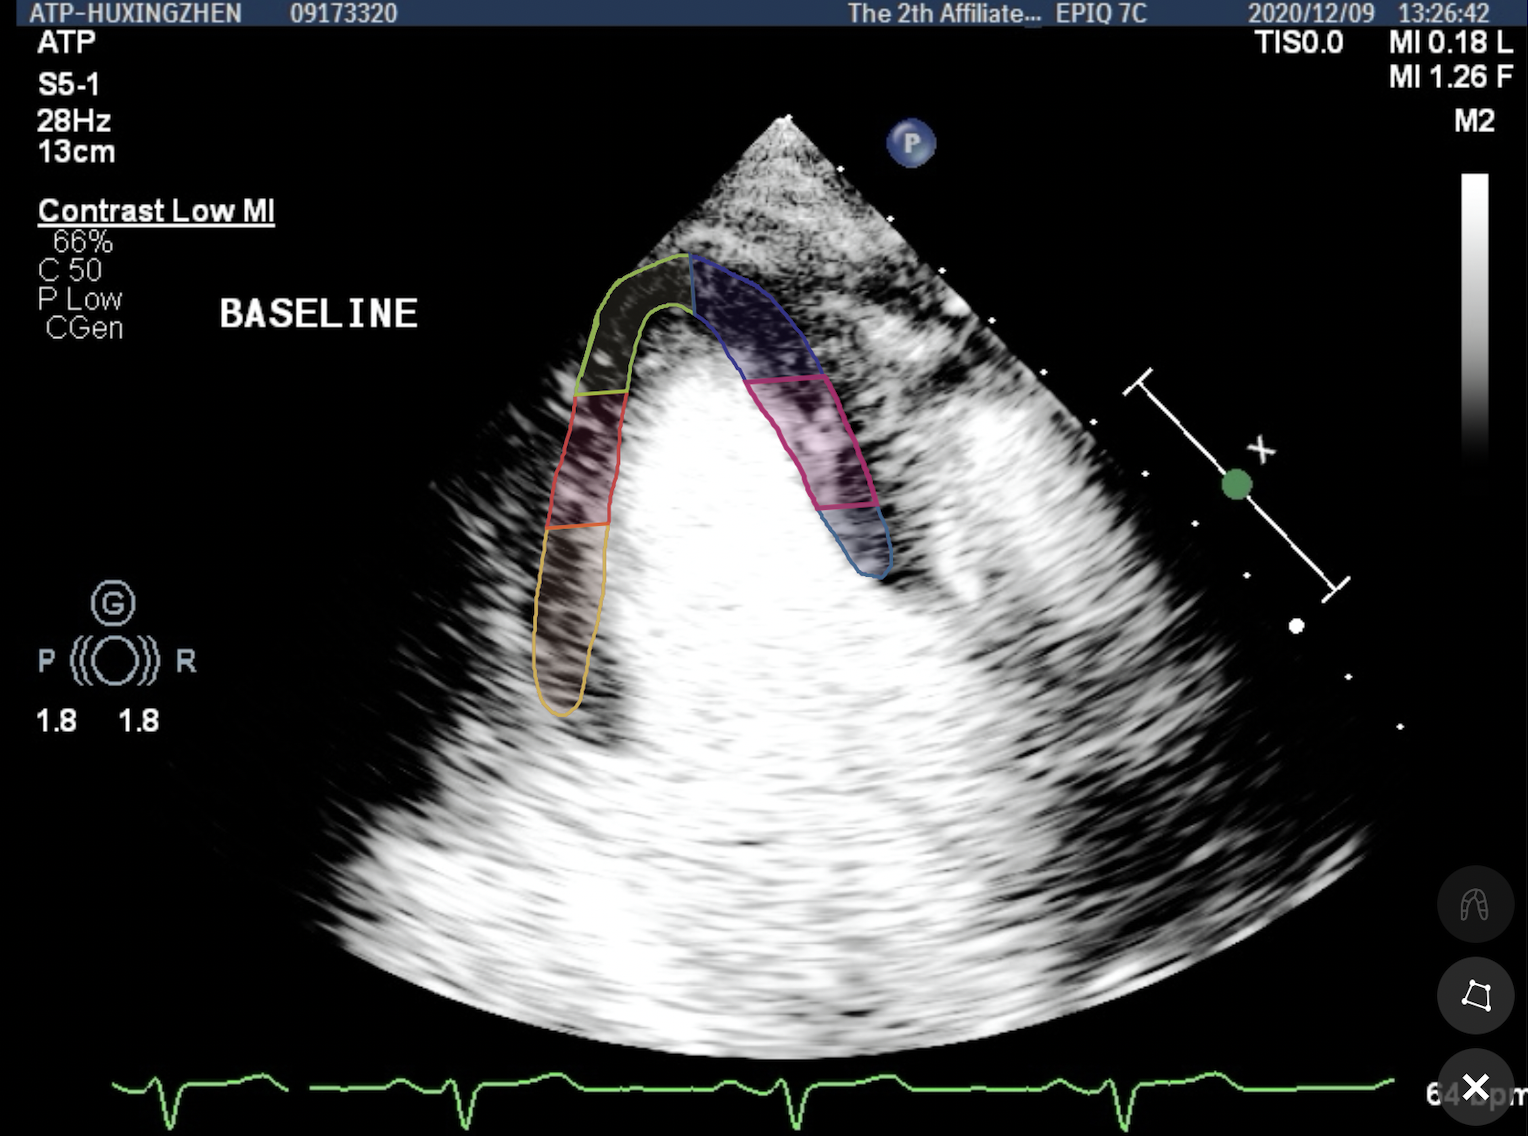 ATP-HUXINGZHEN 09173320 The 2th Affiliate... EPIQ 7C 2020/12/09 13:26:42
ATP TIS0.0 MI 0.18 L
S5-1 MI 1.26 F
28Hz M2
13cm
P
Contrast Low MI
66%
C 50
P Low
CGen
BASELINE
X
G
P R
1.8 1.8
64 bpm